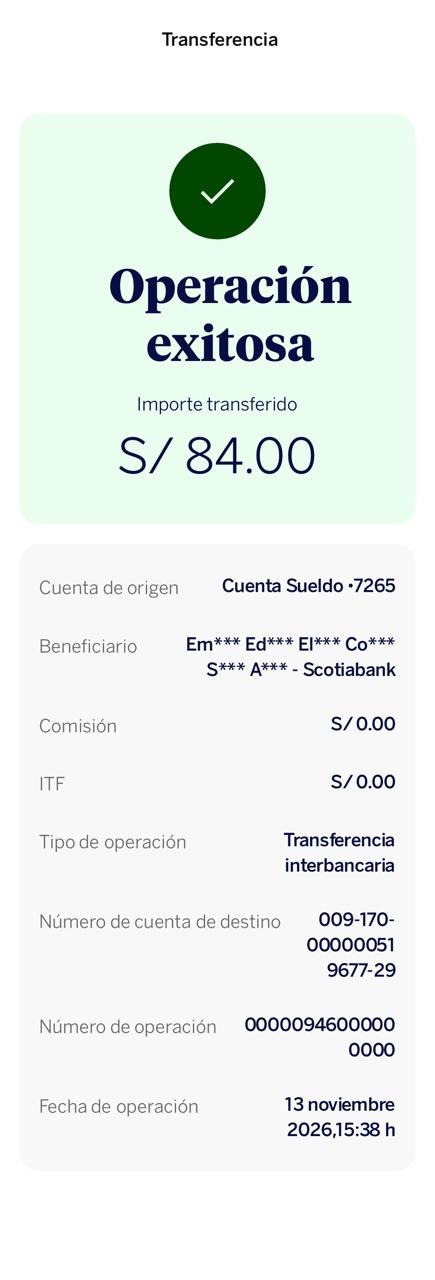 Transferencia
Operación
exitosa
Importe transferido
S/ 84.00
Cuenta de origen Cuenta Sueldo •7265
Beneficiario Em*** Ed*** El*** Co***
S*** A*** - Scotiabank
Comisión S/ 0.00
ITF S/ 0.00
Tipo de operación Transferencia
interbancaria
Número de cuenta de destino 009-170-
00000051
9677-29
Número de operación 0000094600000
0000
Fecha de operación 13 noviembre
2026,15:38 h